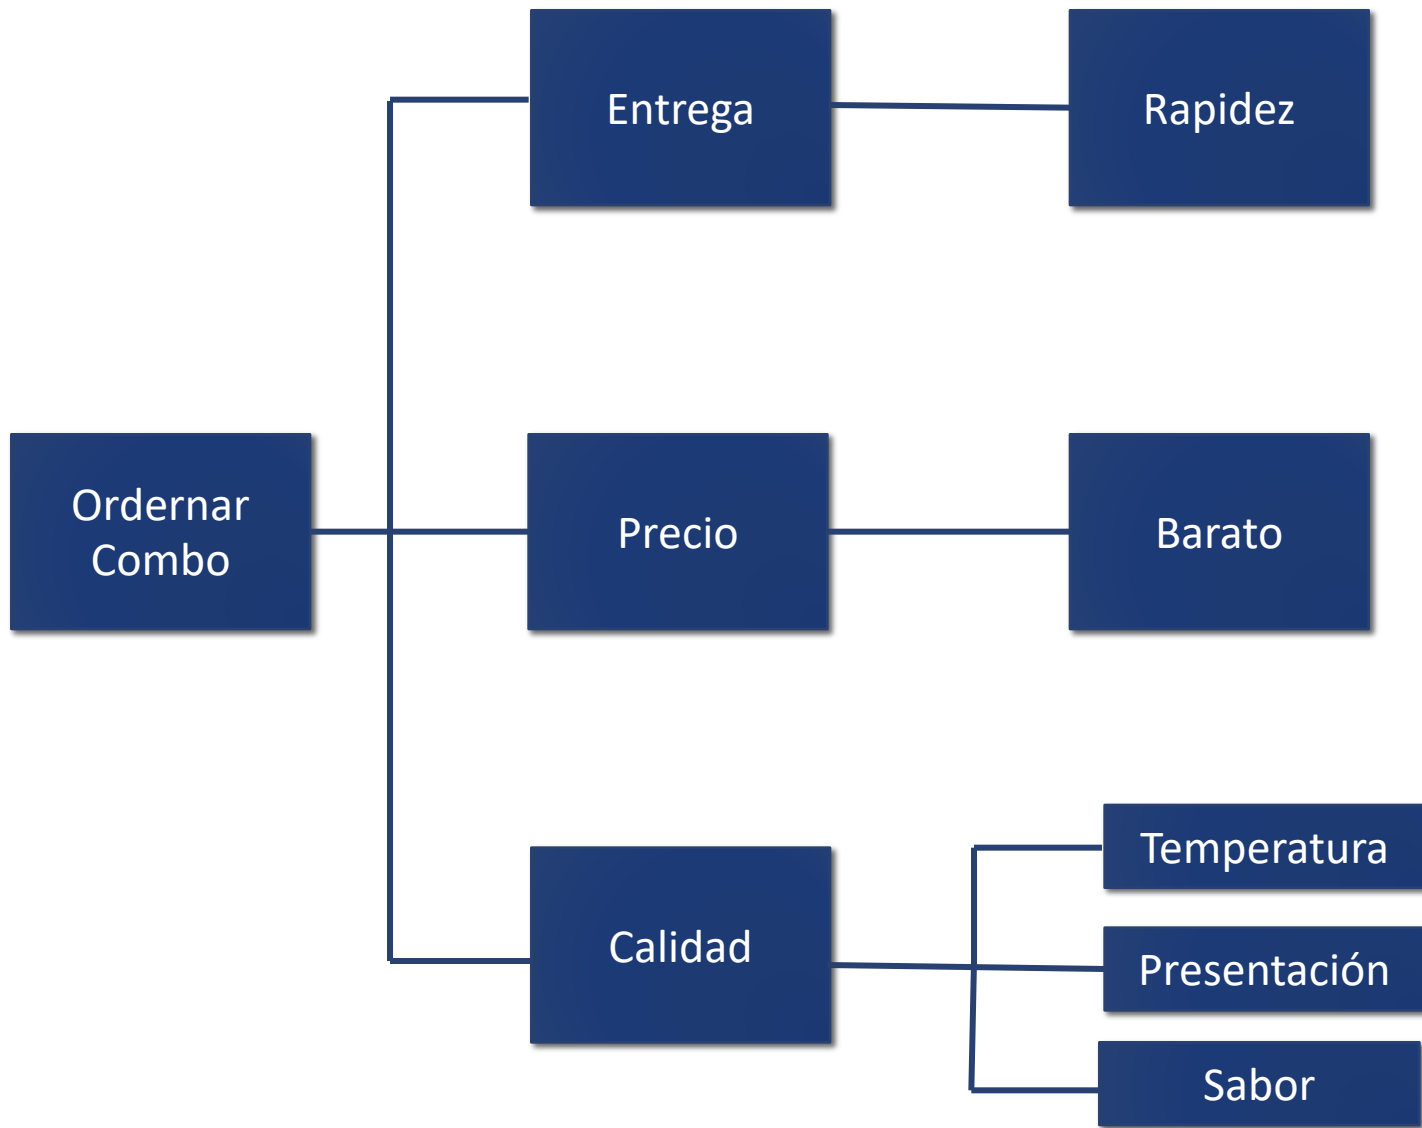 Entrega
Rapidez
Ordernar
Combo
Precio
Barato
Calidad
Temperatura
Presentación
Sabor